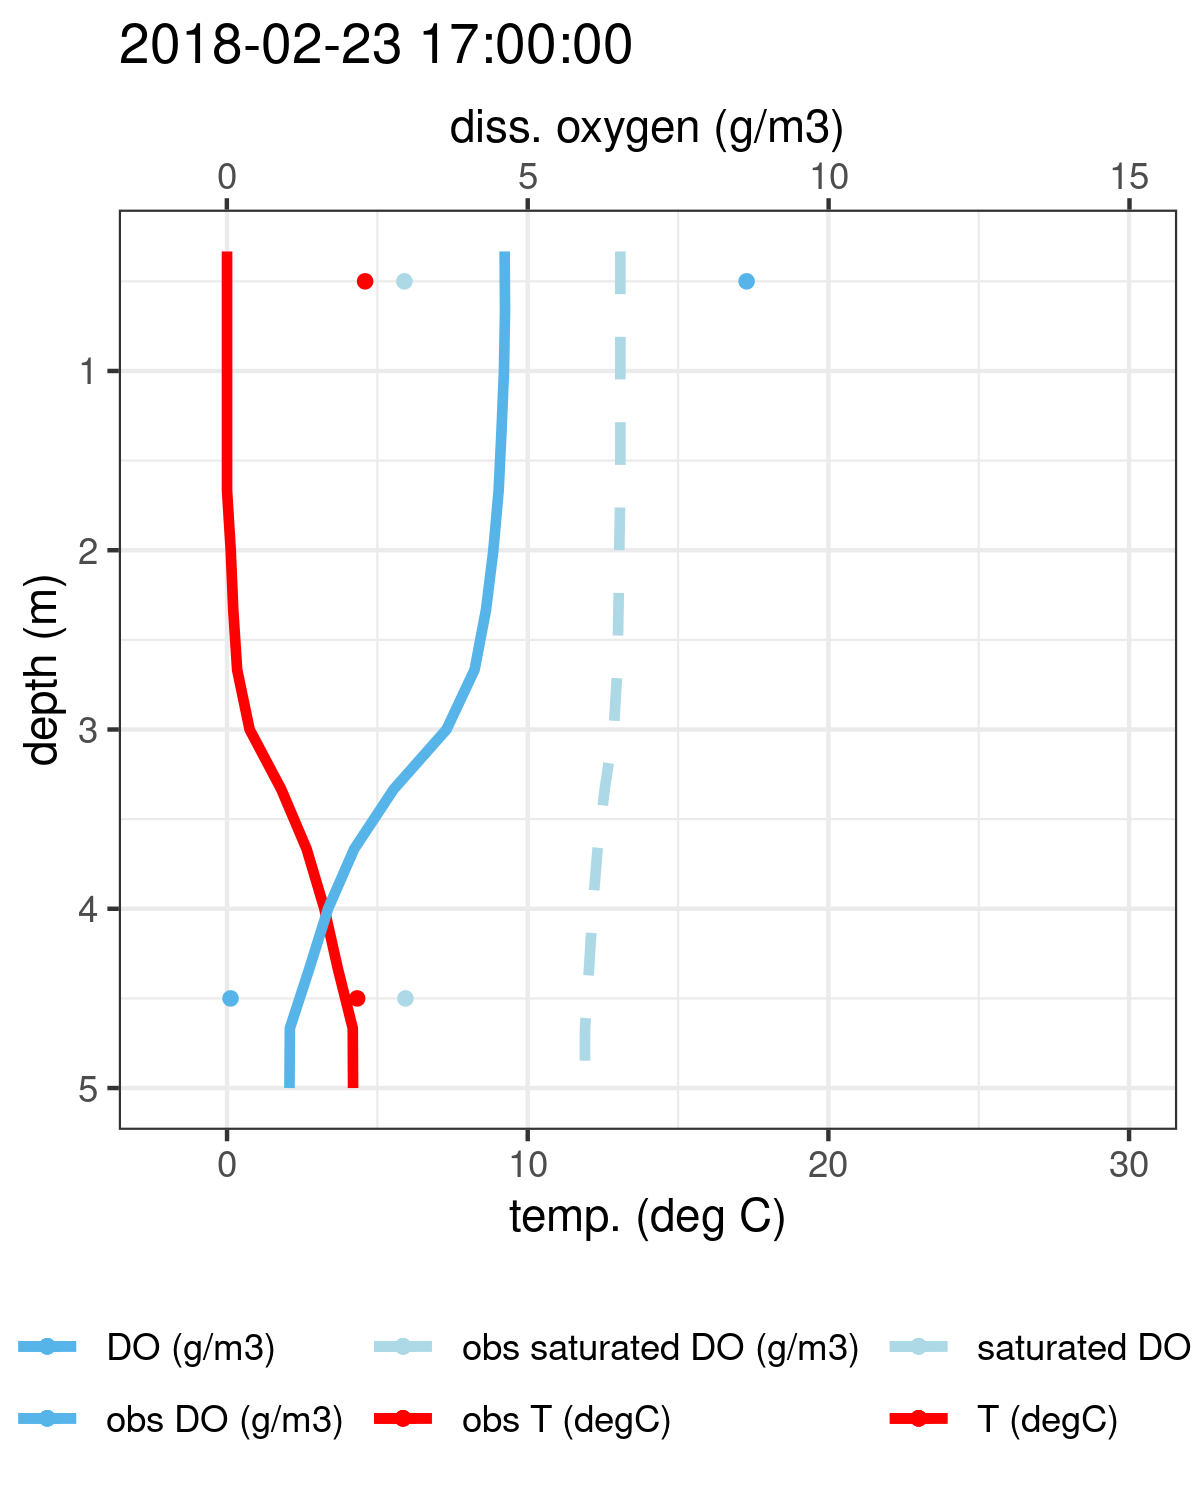 2018-02-23 17:00:00
diss. oxygen (g/m3)
0 5 10 15
depth (m)
1
2
3
4
5
0 10 20 30
temp. (deg C)
DO (g/m3) obs saturated DO (g/m3) saturated DO
obs DO (g/m3) obs T (degC) T (degC)